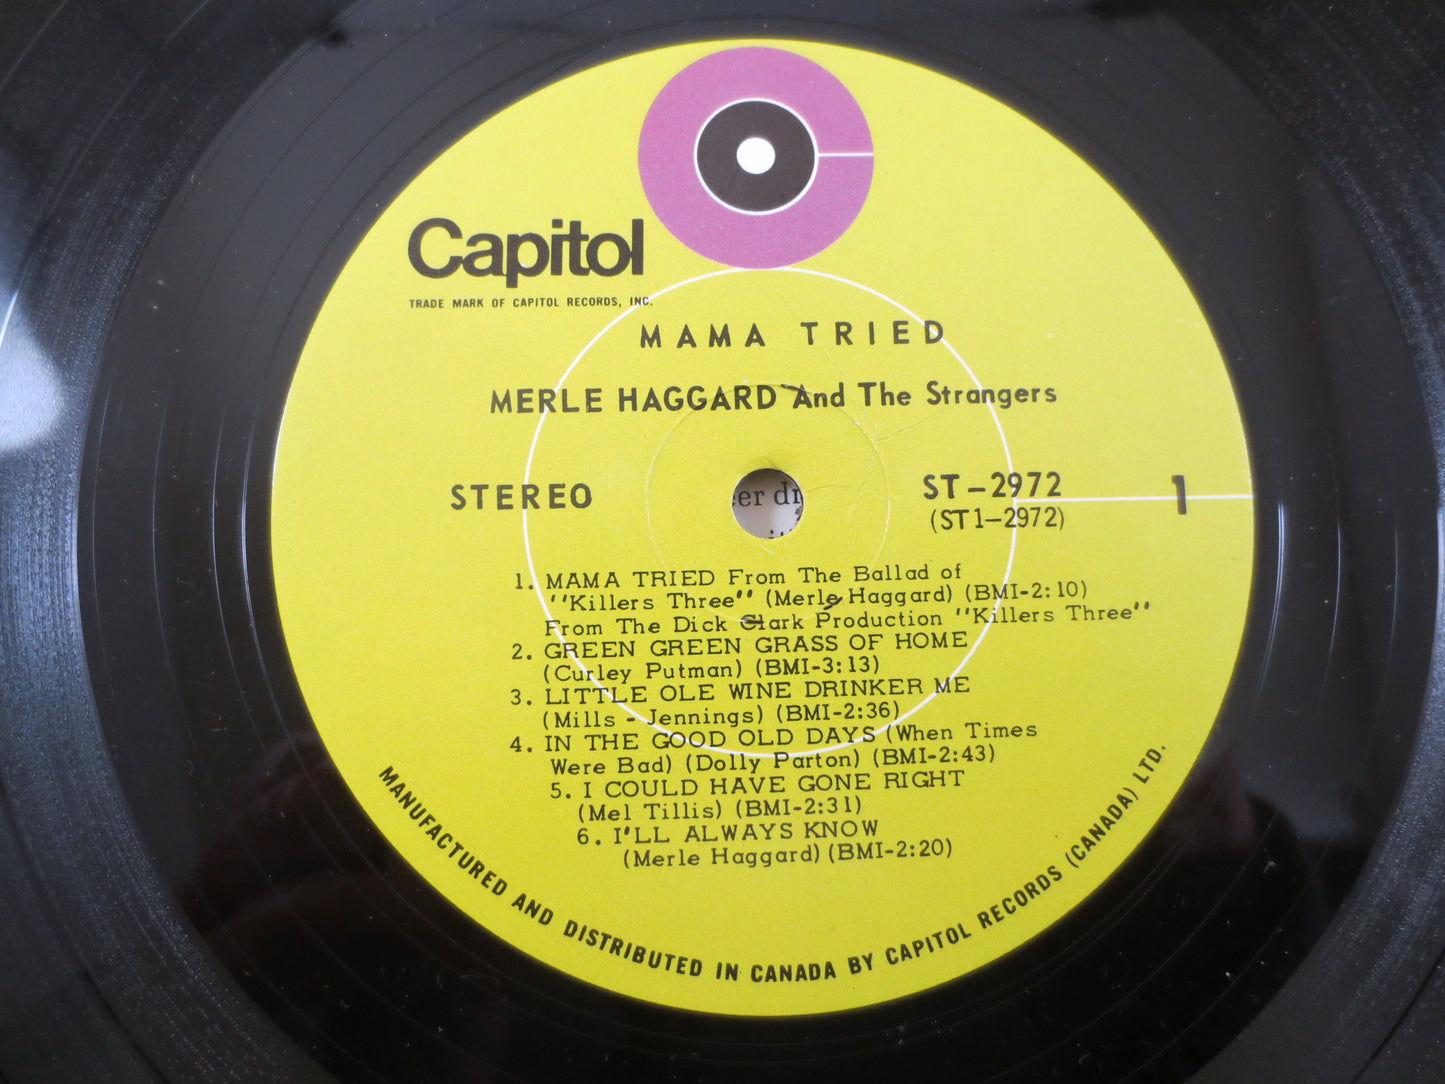 Capitol
TRADE MARK OF CAPITOL RECORDS, INC.
MAMA TRIED
MERLE HAGGARD And The Strangers
STEREO
er dr
ST-2972
(ST1-2972)
1
1. MAMA TRIED From The Ballad of
"Killers Three" (Merle Haggard) (BMI-2:10)
From The Dick Clark Production "Killers Three"
2. GREEN GREEN GRASS OF HOME
(Curley Putman) (BMI-3:13)
3. LITTLE OLE WINE DRINKER ME
(Mills - Jennings) (BMI-2:36)
4. IN THE GOOD OLD DAYS (When Times
Were Bad) (Dolly Parton) (BMI-2:43)
5. I COULD HAVE GONE RIGHT
(Mel Tillis) (BMI-2:31)
6. I'LL ALWAYS KNOW
(Merle Haggard) (BMI-2:20)
MANUFACTURED AND DISTRIBUTED IN CANADA BY CAPITOL RECORDS (CANADA) LTD.